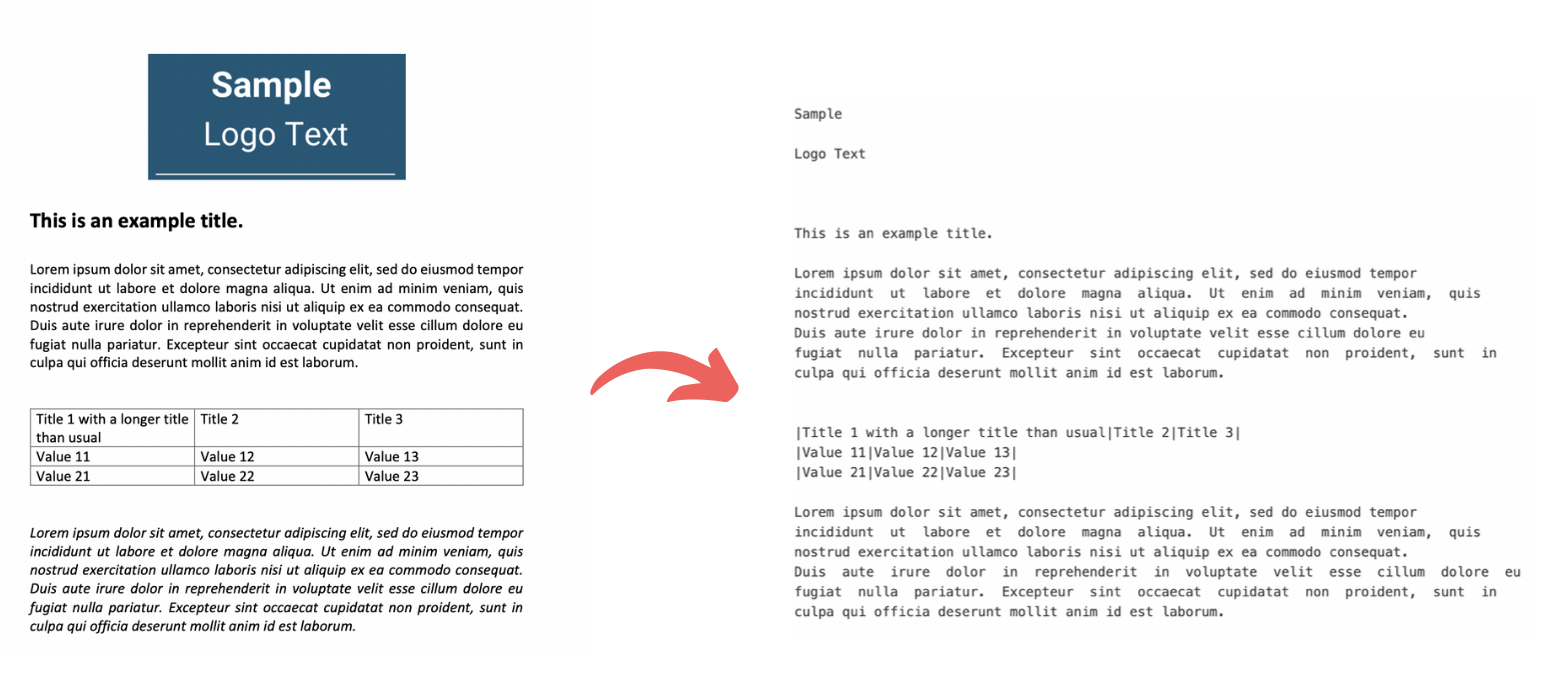 Sample
Logo Text
This is an example title.
Lorem ipsum dolor sit amet, consectetur adipiscing elit, sed do eiusmod tempor
incididunt ut labore et dolore magna aliqua. Ut enim ad minim veniam, quis
nostrud exercitation ullamco laboris nisi ut aliquip ex ea commodo consequat.
Duis aute irure dolor in reprehenderit in voluptate velit esse cillum dolore eu
fugiat nulla pariatur. Excepteur sint occaecat cupidatat non proident, sunt in
culpa qui officia deserunt mollit anim id est laborum.
Title 1 with a longer title than usual Title 2 Title 3
Value 11 Value 12 Value 13
Value 21 Value 22 Value 23
Lorem ipsum dolor sit amet, consectetur adipiscing elit, sed do eiusmod tempor
incididunt ut labore et dolore magna aliqua. Ut enim ad minim veniam, quis
nostrud exercitation ullamco laboris nisi ut aliquip ex ea commodo consequat.
Duis aute irure dolor in reprehenderit in voluptate velit esse cillum dolore eu
fugiat nulla pariatur. Excepteur sint occaecat cupidatat non proident, sunt in
culpa qui officia deserunt mollit anim id est laborum.
Sample
Logo Text
This is an example title.
Lorem ipsum dolor sit amet, consectetur adipiscing elit, sed do eiusmod tempor
incididunt ut labore et dolore magna aliqua. Ut enim ad minim veniam, quis
nostrud exercitation ullamco laboris nisi ut aliquip ex ea commodo consequat.
Duis aute irure dolor in reprehenderit in voluptate velit esse cillum dolore eu
fugiat nulla pariatur. Excepteur sint occaecat cupidatat non proident, sunt in
culpa qui officia deserunt mollit anim id est laborum.
|Title 1 with a longer title than usual|Title 2|Title 3|
|Value 11|Value 12|Value 13|
|Value 21|Value 22|Value 23|
Lorem ipsum dolor sit amet, consectetur adipiscing elit, sed do eiusmod tempor
incididunt ut labore et dolore magna aliqua. Ut enim ad minim veniam, quis
nostrud exercitation ullamco laboris nisi ut aliquip ex ea commodo consequat.
Duis aute irure dolor in reprehenderit in voluptate velit esse cillum dolore eu
fugiat nulla pariatur. Excepteur sint occaecat cupidatat non proident, sunt in
culpa qui officia deserunt mollit anim id est laborum.